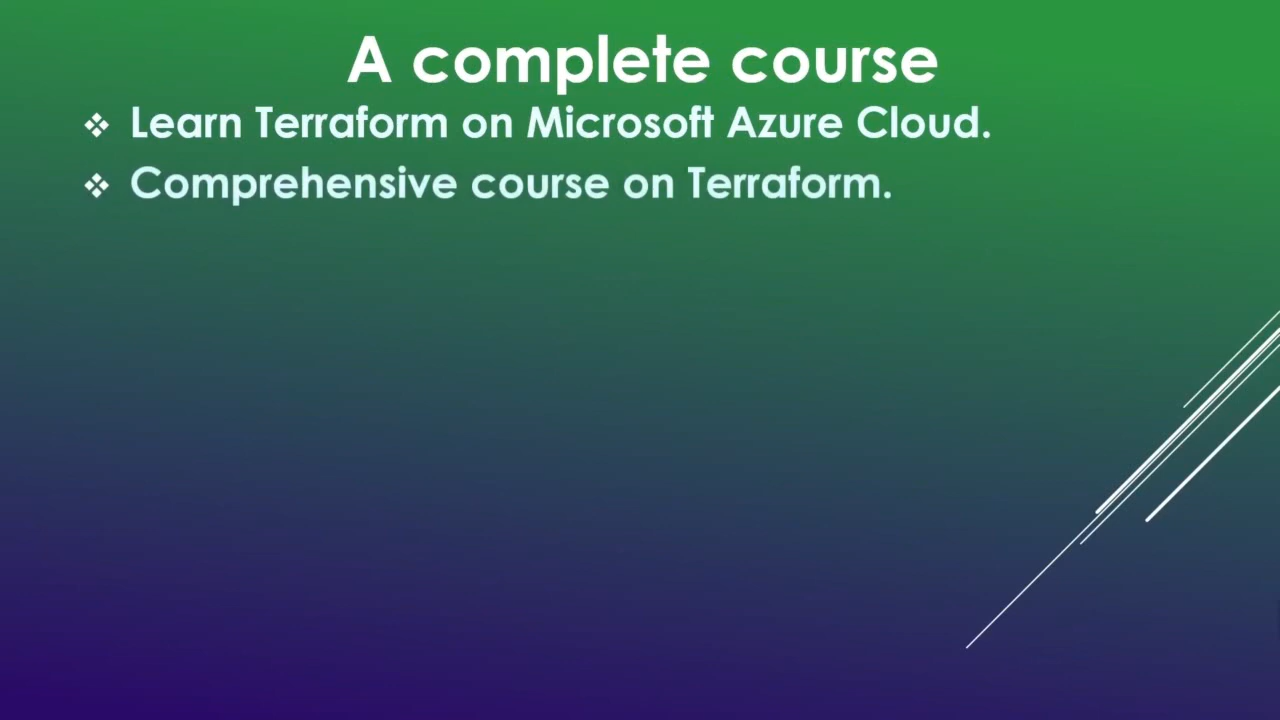 A complete course
❖ Learn Terraform on Microsoft Azure Cloud.
❖ Comprehensive course on Terraform.